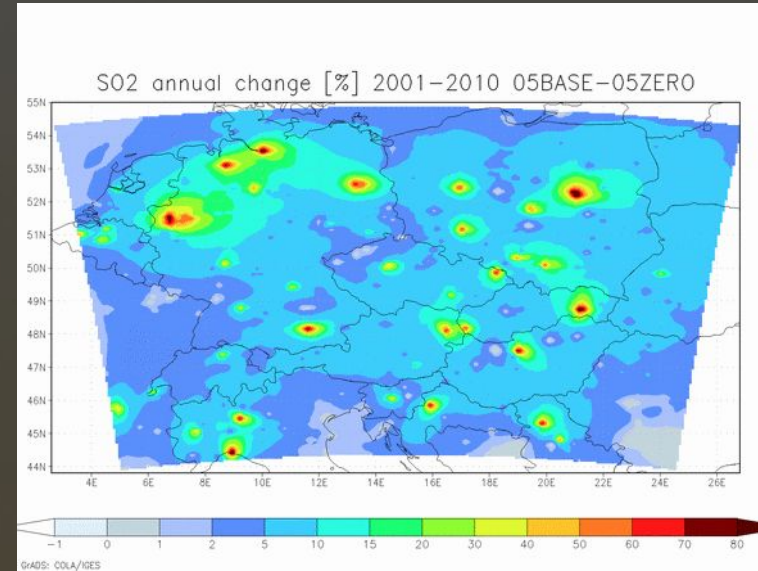 SO2 annual change [%] 2001-2010 05BASE-05ZERO
55N
54N
53N
52N
51N
50N
49N
48N
47N
46N
45N
44N
4E 6E 8E 10E 12E 14E 16E 18E 20E 22E 24E 26E
-1 0 1 2 5 10 15 20 30 40 50 60 70 80
GrADS: COLA/IGES